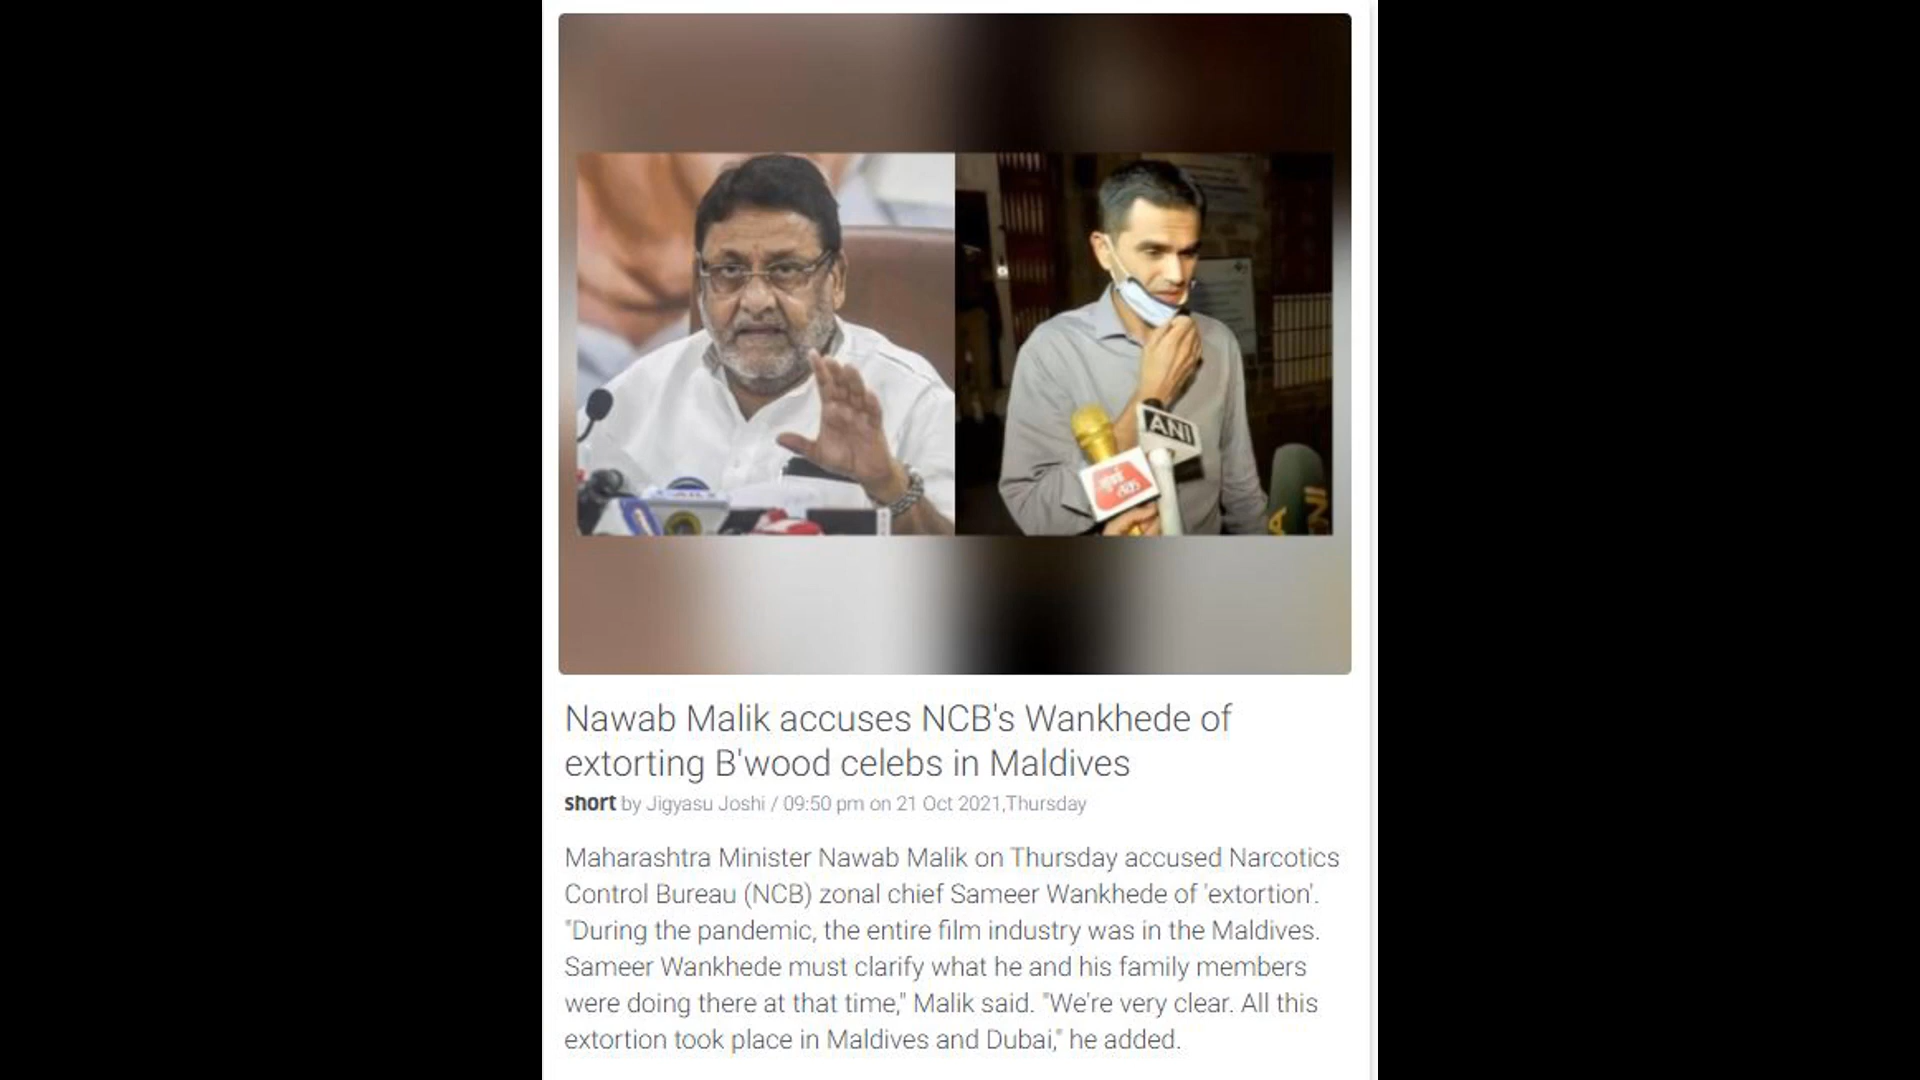 ANI
मुंबई
तक
ANI
Nawab Malik accuses NCB's Wankhede of
extorting B'wood celebs in Maldives
short by Jigyasu Joshi / 09:50 pm on 21 Oct 2021,Thursday
Maharashtra Minister Nawab Malik on Thursday accused Narcotics
Control Bureau (NCB) zonal chief Sameer Wankhede of 'extortion'.
"During the pandemic, the entire film industry was in the Maldives.
Sameer Wankhede must clarify what he and his family members
were doing there at that time," Malik said. "We're very clear. All this
extortion took place in Maldives and Dubai," he added.